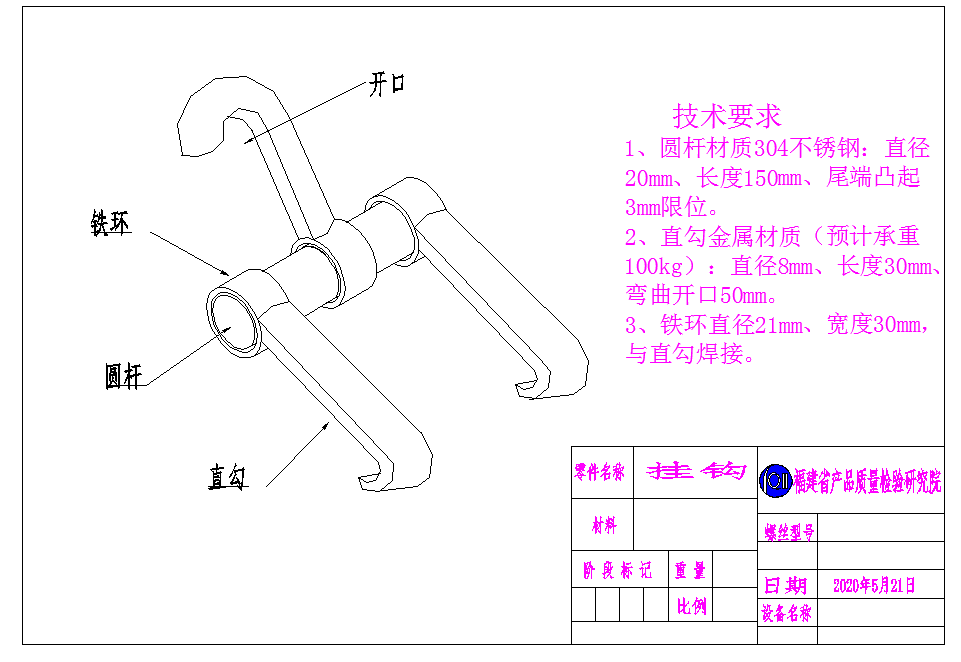 开口
铁环
圆杆
直勾
技术要求
1、圆杆材质304不锈钢：直径
20mm、长度150mm、尾端凸起
3mm限位。
2、直勾金属材质（预计承重
100kg）：直径8mm、长度30mm、
弯曲开口50mm。
3、铁环直径21mm、宽度30mm，
与直勾焊接。
零件名称 挂钩
福建省产品质量检验研究院
材料
螺丝型号
阶段标记 重量
日期 2020年5月21日
比例
设备名称